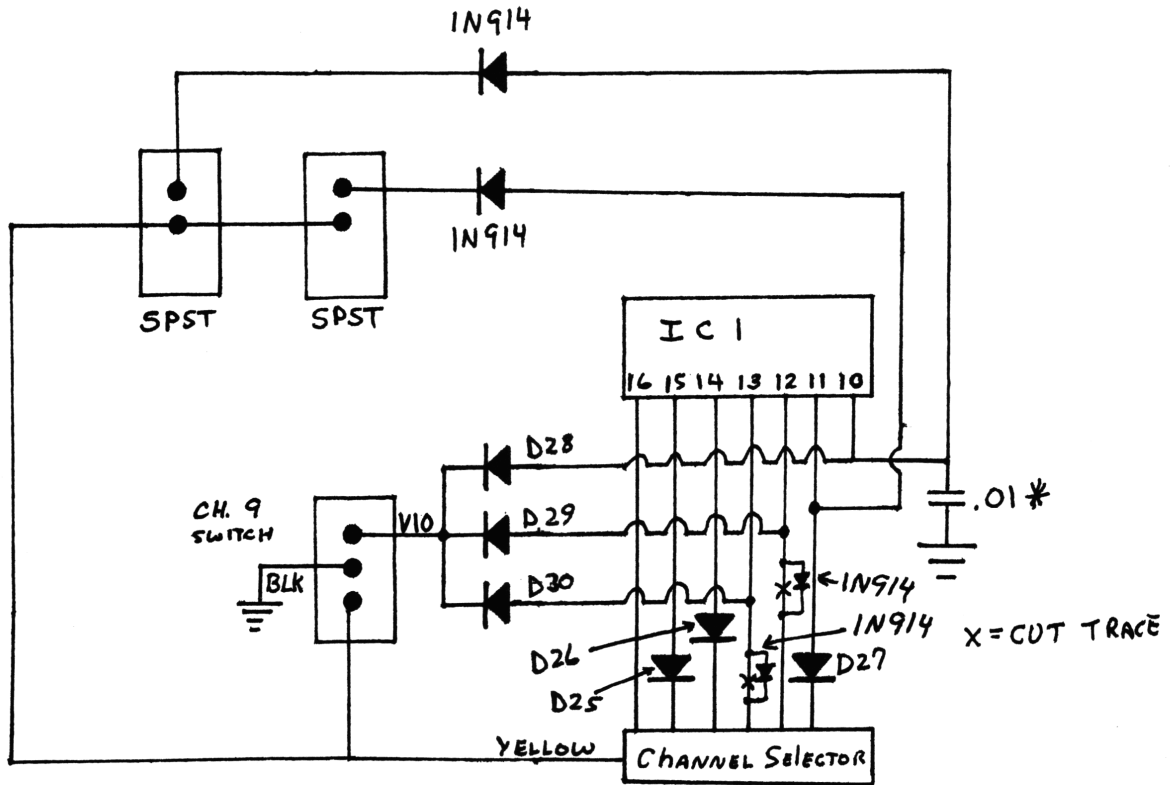 1N914
1N914
SPST
SPST
IC1
16 15 14 13 12 11 10
D28
CH. 9
SWITCH
VIO
D29
.01*
BLK
D30
1N914
1N914
X = CUT TRACE
D26
D27
D25
YELLOW
CHANNEL SELECTOR